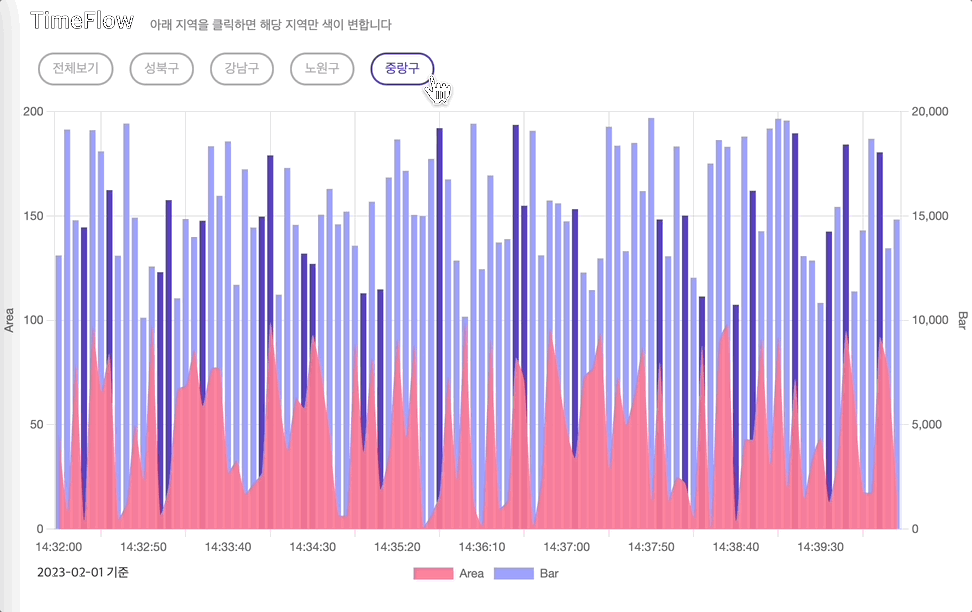 TimeFlow 아래 지역을 클릭하면 해당 지역만 색이 변합니다
전체보기 성북구 강남구 노원구 중랑구
200 20,000
150 15,000
100 10,000
50 5,000
0 0
Area
Bar
14:32:00 14:32:50 14:33:40 14:34:30 14:35:20 14:36:10 14:37:00 14:37:50 14:38:40 14:39:30
2023-02-01 기준
Area Bar